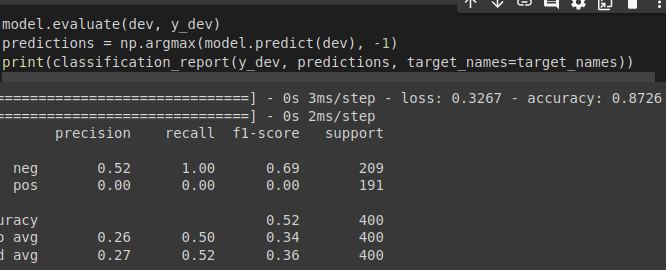 model.evaluate(dev, y_dev)
predictions = np.argmax(model.predict(dev), -1)
print(classification_report(y_dev, predictions, target_names=target_names))
==============================] - 0s 3ms/step - loss: 0.3267 - accuracy: 0.8726
==============================] - 0s 2ms/step
precision recall f1-score support
neg 0.52 1.00 0.69 209
pos 0.00 0.00 0.00 191
uracy 0.52 400
o avg 0.26 0.50 0.34 400
d avg 0.27 0.52 0.36 400